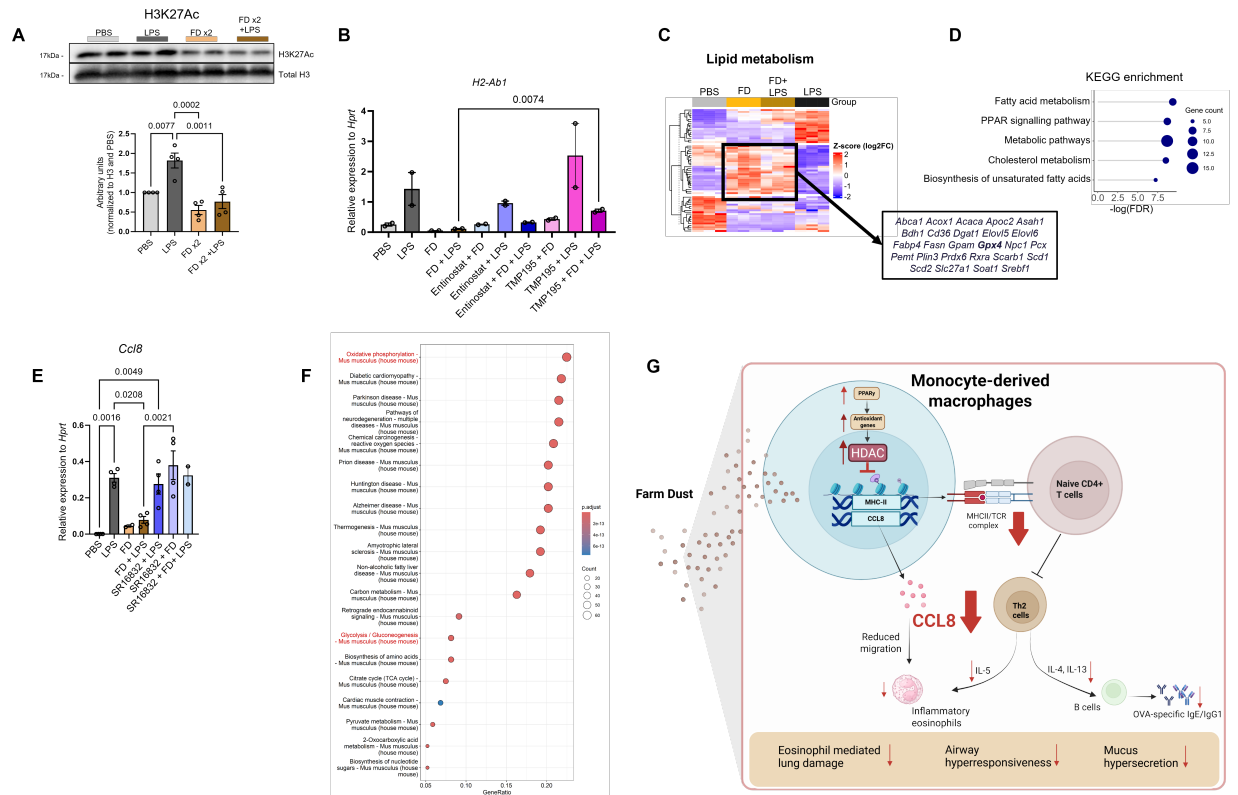 A
H3K27Ac
PBS
LPS
FD x2
FD x2
+LPS
17kDa -
H3K27Ac
17kDa -
Total H3
0.0002
0.0077
0.0011
Arbitrary units
(normalized to H3 and PBS)
2.5
2.0
1.5
1.0
0.5
0.0
PBS
LPS
FD x2
FD x2 +LPS
B
H2-Ab1
0.0074
Relative expression to Hprt
4
3
2
1
0
PBS
LPS
FD
FD + LPS
Entinostat + FD
Entinostat + LPS
Entinostat + FD + LPS
TMP195 + FD
TMP195 + LPS
TMP195 + FD + LPS
C
Lipid metabolism
PBS
FD
FD+
LPS
LPS
Group
Z-score (log2FC)
2
1
0
-1
-2
Abca1 Acox1 Acaca Apoc2 Asah1
Bdh1 Cd36 Dgat1 Elovl5 Elovl6
Fabp4 Fasn Gpam Gpx4 Npc1 Pcx
Pemt Plin3 Prdx6 Rxra Scarb1 Scd1
Scd2 Slc27a1 Soat1 Srebf1
D
KEGG enrichment
Fatty acid metabolism
PPAR signalling pathway
Metabolic pathways
Cholesterol metabolism
Biosynthesis of unsaturated fatty acids
0.0 2.5 5.0 7.5
-log(FDR)
Gene count
5.0
7.5
10.0
12.5
15.0
E
Ccl8
0.0049
0.0208
0.0016
0.0021
Relative expression to Hprt
0.6
0.4
0.2
0.0
PBS
LPS
FD + FD
FD + LPS
SR16832 + LPS
SR16832 + FD
SR16832 + FD+ LPS
F
Oxidative phosphorylation -
Mus musculus (house mouse)
Diabetic cardiomyopathy -
Mus musculus (house mouse)
Parkinson disease - Mus
musculus (house mouse)
Pathways of
neurodegeneration - multiple
diseases - Mus musculus
(house mouse)
Chemical carcinogenesis -
reactive oxygen species -
Mus musculus (house mouse)
Prion disease - Mus musculus
(house mouse)
Huntington disease - Mus
musculus (house mouse)
Alzheimer disease - Mus
musculus (house mouse)
Thermogenesis - Mus musculus
(house mouse)
Amyotrophic lateral
sclerosis - Mus musculus
(house mouse)
Non-alcoholic fatty liver
disease - Mus musculus
(house mouse)
Carbon metabolism - Mus
musculus (house mouse)
Retrograde endocannabinoid
signaling - Mus musculus
(house mouse)
Glycolysis / Gluconeogenesis
- Mus musculus (house mouse)
Biosynthesis of amino acids
- Mus musculus (house mouse)
Citrate cycle (TCA cycle) -
Mus musculus (house mouse)
Cardiac muscle contraction -
Mus musculus (house mouse)
Pyruvate metabolism - Mus
musculus (house mouse)
2-Oxocarboxylic acid
metabolism - Mus musculus
(house mouse)
Biosynthesis of nucleotide
sugars - Mus musculus (house
mouse)
0.05 0.10 0.15 0.20
GeneRatio
p.adjust
2e-13
4e-13
6e-13
Count
20
30
40
50
60
G
Monocyte-derived
macrophages
Farm Dust
PPARγ
Antioxidant
genes
HDAC
MHC-II
CCL8
MHCII/TCR
complex
Naive CD4+
T cells
Th2
cells
CCL8
Reduced
migration
IL-5
IL-4, IL-13
Inflammatory
eosinophils
B cells
OVA-specific IgE/IgG1
Eosinophil mediated
lung damage
Airway
hyperresponsiveness
Mucus
hypersecretion